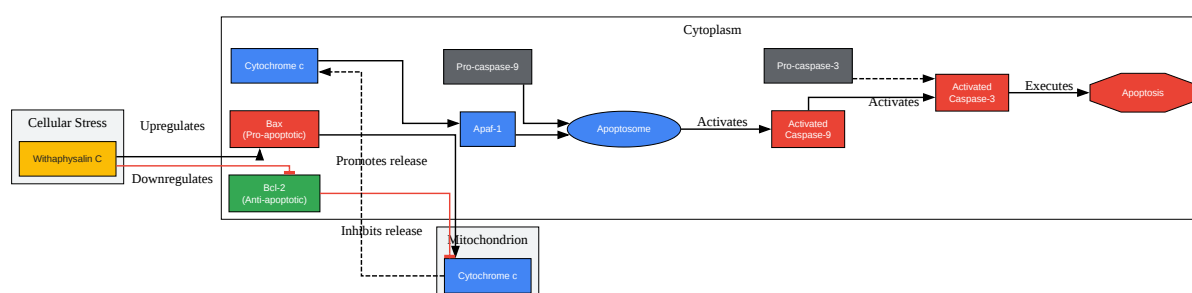 Cytoplasm
Cytochrome c
Pro-caspase-9
Pro-caspase-3
Activated
Caspase-3
Executes
Apoptosis
Cellular Stress
Withaphysalin C
Upregulates
Downregulates
Bax
(Pro-apoptotic)
Promotes release
Apaf-1
Apoptosome
Activates
Activated
Caspase-9
Activates
Bcl-2
(Anti-apoptotic)
Inhibits release
Mitochondrion
Cytochrome c